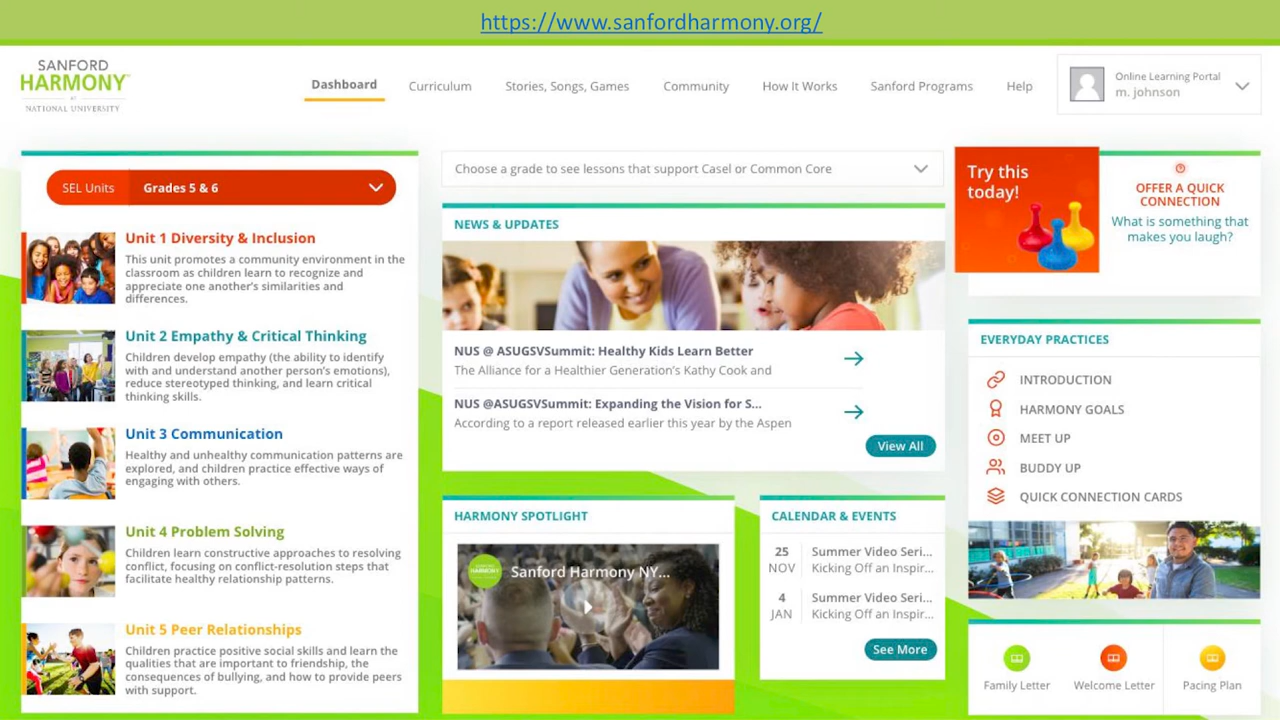 https://www.sanfordharmony.org/
SANFORD
HARMONY
AT
NATIONAL UNIVERSITY
Dashboard
Curriculum
Stories, Songs, Games
Community
How It Works
Sanford Programs
Help
Online Learning Portal
m. johnson
SEL Units
Grades 5 & 6
Unit 1 Diversity & Inclusion
This unit promotes a community environment in the
classroom as children learn to recognize and
appreciate one another's similarities and
differences.
Unit 2 Empathy & Critical Thinking
Children develop empathy (the ability to identify
with and understand another person's emotions),
reduce stereotyped thinking, and learn critical
thinking skills.
Unit 3 Communication
Healthy and unhealthy communication patterns are
explored, and children practice effective ways of
engaging with others.
Unit 4 Problem Solving
Children learn constructive approaches to resolving
conflict, focusing on conflict-resolution steps that
facilitate healthy relationship patterns.
Unit 5 Peer Relationships
Children practice positive social skills and learn the
qualities that are important to friendship, the
consequences of bullying, and how to provide peers
with support.
Choose a grade to see lessons that support Casel or Common Core
NEWS & UPDATES
NUS @ ASUGSVSummit: Healthy Kids Learn Better
The Alliance for a Healthier Generation's Kathy Cook and
NUS @ASUGSVSummit: Expanding the Vision for S...
According to a report released earlier this year by the Aspen
View All
HARMONY SPOTLIGHT
HARMONY
Sanford Harmony NY...
CALENDAR & EVENTS
25
NOV
Summer Video Seri...
Kicking Off an Inspir...
4
JAN
Summer Video Seri...
Kicking Off an Inspir...
See More
Try this
today!
OFFER A QUICK
CONNECTION
What is something that
makes you laugh?
EVERYDAY PRACTICES
INTRODUCTION
HARMONY GOALS
MEET UP
BUDDY UP
QUICK CONNECTION CARDS
Family Letter
Welcome Letter
Pacing Plan